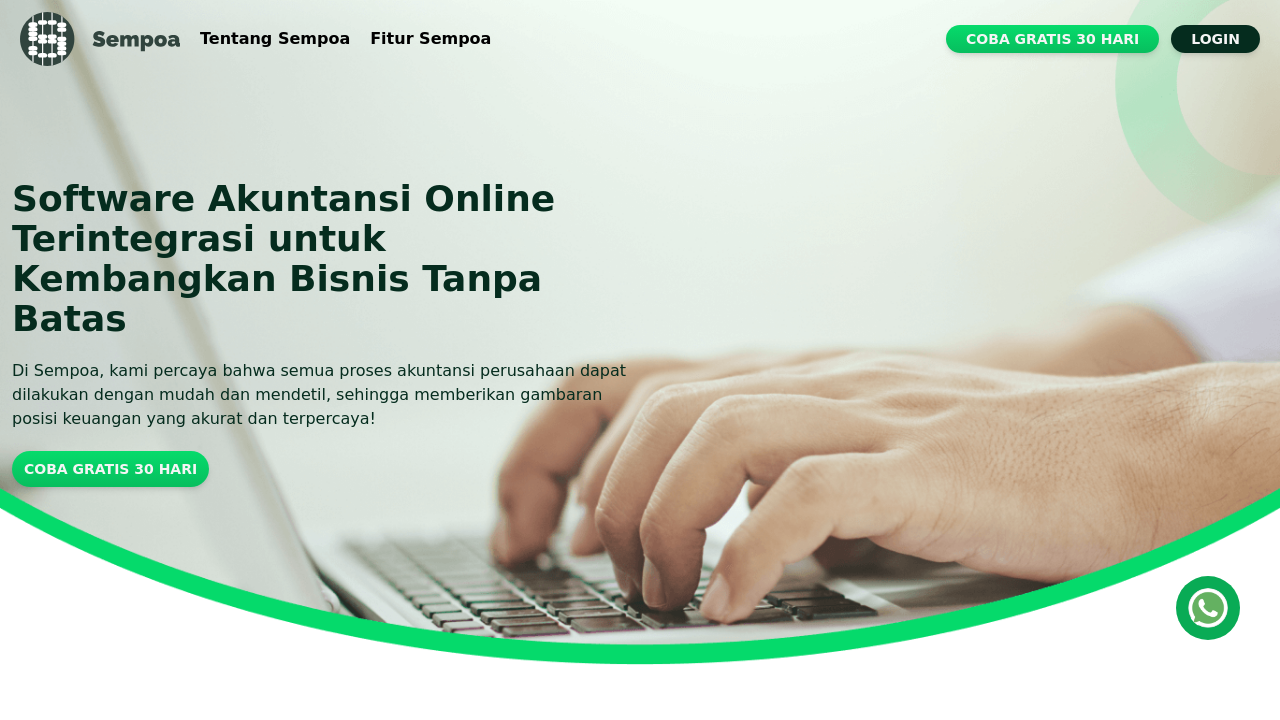 Sempoa
Tentang Sempoa
Fitur Sempoa
COBA GRATIS 30 HARI
LOGIN
Software Akuntansi Online
Terintegrasi untuk
Kembangkan Bisnis Tanpa
Batas
Di Sempoa, kami percaya bahwa semua proses akuntansi perusahaan dapat
dilakukan dengan mudah dan mendetil, sehingga memberikan gambaran
posisi keuangan yang akurat dan terpercaya!
COBA GRATIS 30 HARI